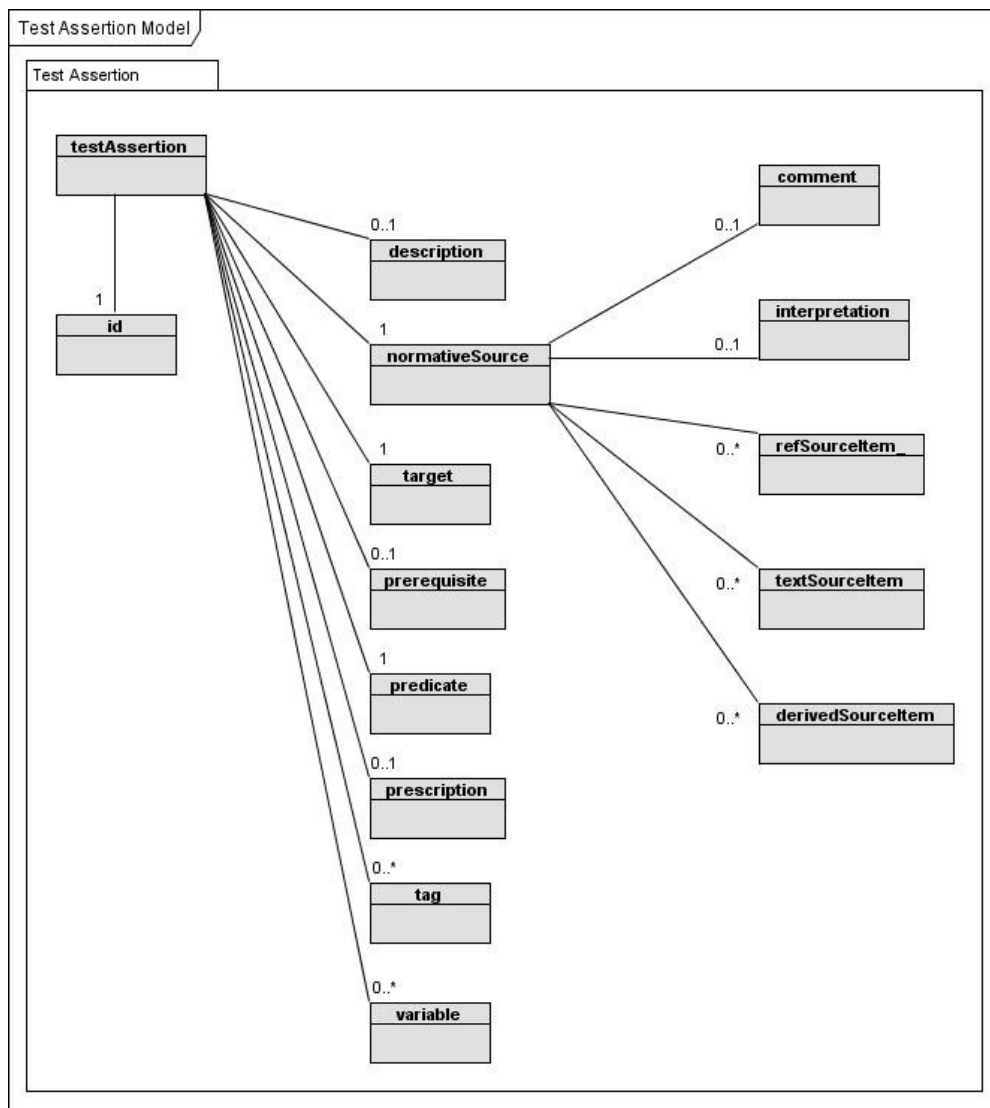 Test Assertion Model
Test Assertion
testAssertion
1
id
0..1
description
1
normativeSource
1
target
0..1
prerequisite
1
predicate
0..1
prescription
0..*
tag
0..*
variable
comment
0..1
interpretation
0..1
refSourceItem_
0..*
textSourceItem
0..*
derivedSourceItem
0..*